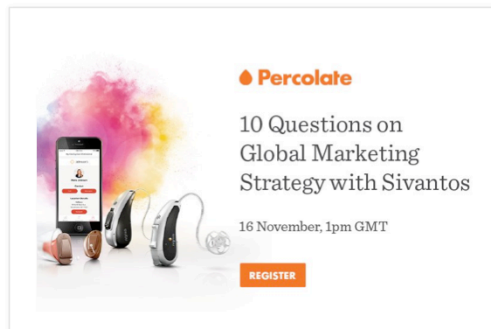 Percolate
10 Questions on
Global Marketing
Strategy with Sivantos
16 November, 1pm GMT
REGISTER